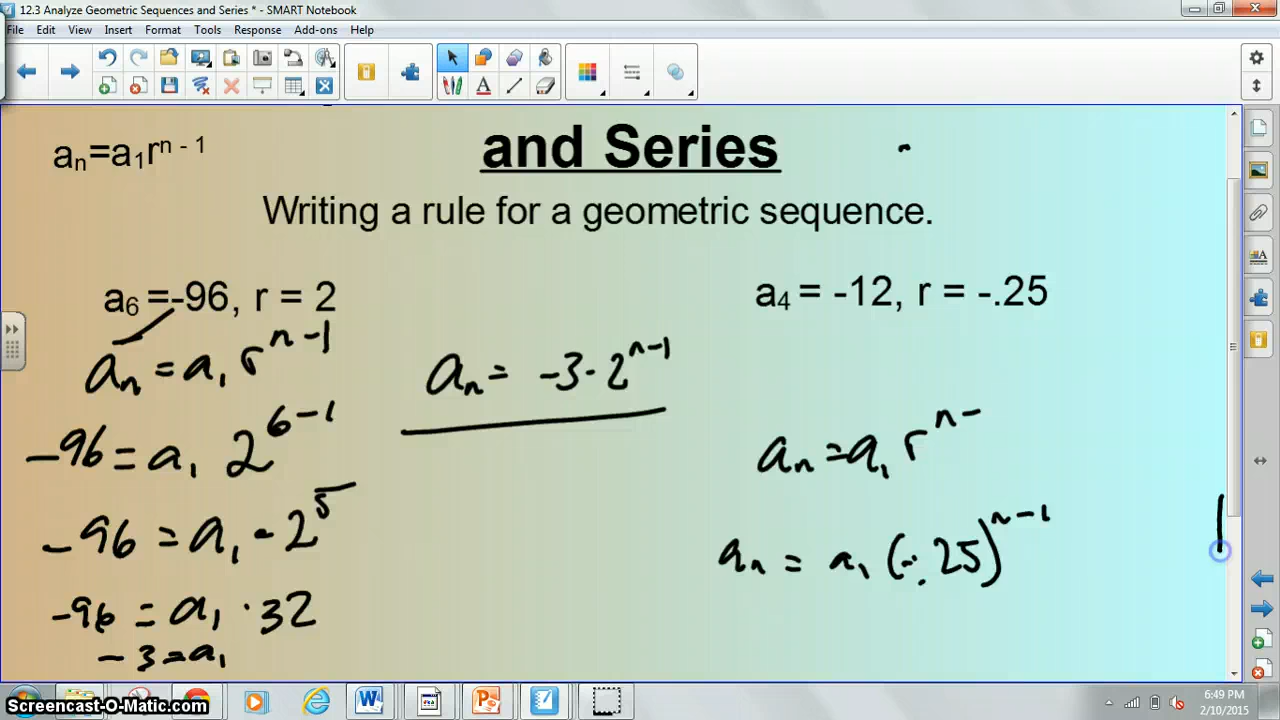 12.3 Analyze Geometric Sequences and Series * - SMART Notebook
File Edit View Insert Format Tools Response Add-ons Help
aₙ=a₁rⁿ ⁻ ¹
and Series
Writing a rule for a geometric sequence.
a₆ =-96, r = 2
aₙ = a₁ rⁿ⁻¹
-96 = a₁ 2⁶⁻¹
-96 = a₁ - 2⁵
-96 = a₁ · 32
-3 = a₁
aₙ = -3 · 2ⁿ⁻¹
a₄ = -12, r = -.25
aₙ = a₁ rⁿ⁻
aₙ = a₁ (-.25)ⁿ⁻¹
Screencast-O-Matic.com
6:49 PM
2/10/2015